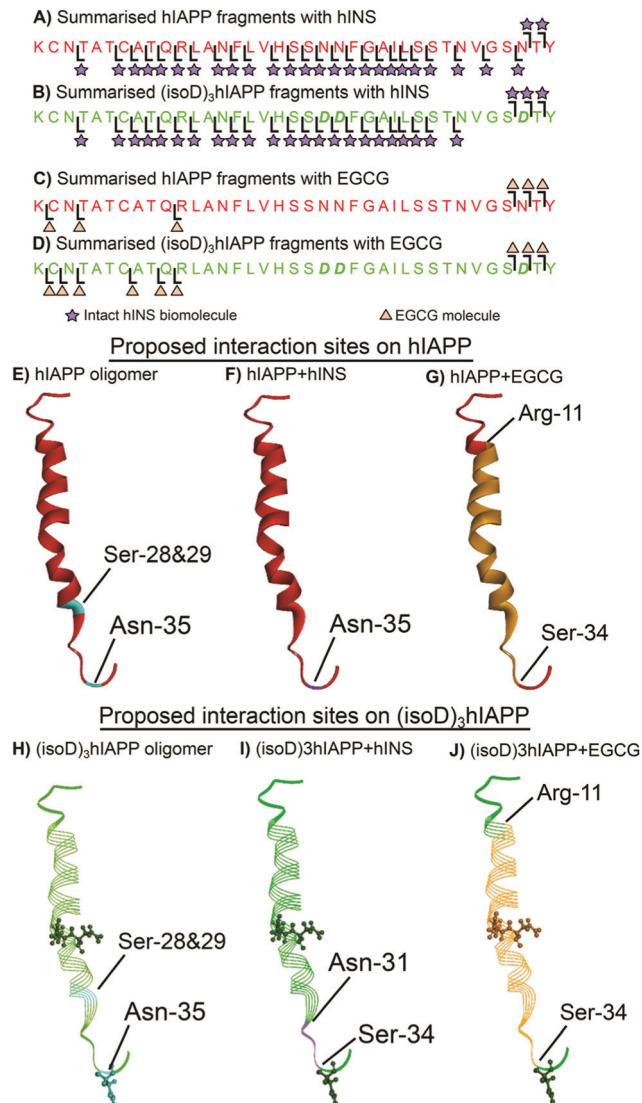 A) Summarised hIAPP fragments with hINS
K C N T A T C A T Q R L A N F L V H S S N N F G A I L S S T N V G S N T Y
B) Summarised (isoD)₃hIAPP fragments with hINS
K C N T A T C A T Q R L A N F L V H S S D D F G A I L S S T N V G S D T Y
C) Summarised hIAPP fragments with EGCG
K C N T A T C A T Q R L A N F L V H S S N N F G A I L S S T N V G S N T Y
D) Summarised (isoD)₃hIAPP fragments with EGCG
K C N T A T C A T Q R L A N F L V H S S D D F G A I L S S T N V G S D T Y
Intact hINS biomolecule EGCG molecule
Proposed interaction sites on hIAPP
E) hIAPP oligomer F) hIAPP+hINS G) hIAPP+EGCG
Arg-11
Ser-28&29
Asn-35
Asn-35
Ser-34
Proposed interaction sites on (isoD)₃hIAPP
H) (isoD)₃hIAPP oligomer I) (isoD)3hIAPP+hINS J) (isoD)3hIAPP+EGCG
Arg-11
Ser-28&29
Asn-31
Asn-35
Ser-34
Ser-34